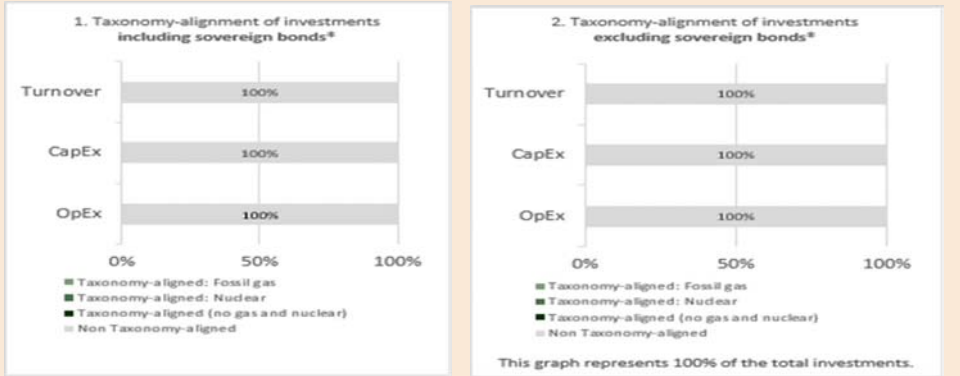 1. Taxonomy-alignment of investments
including sovereign bonds*
Turnover
100%
CapEx
100%
OpEx
100%
0% 50% 100%
Taxonomy-aligned: Fossil gas
Taxonomy-aligned: Nuclear
Taxonomy-aligned (no gas and nuclear)
Non Taxonomy-aligned
2. Taxonomy-alignment of investments
excluding sovereign bonds*
Turnover
100%
CapEx
100%
OpEx
100%
0% 50% 100%
Taxonomy-aligned: Fossil gas
Taxonomy-aligned: Nuclear
Taxonomy-aligned (no gas and nuclear)
Non Taxonomy-aligned
This graph represents 100% of the total investments.